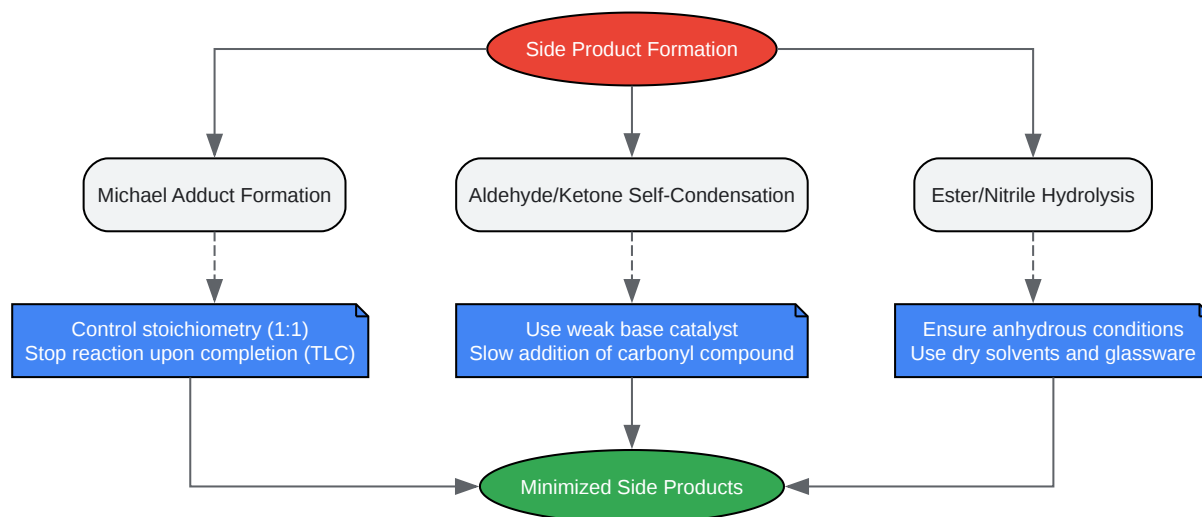 Side Product Formation
Michael Adduct Formation
Aldehyde/Ketone Self-Condensation
Ester/Nitrile Hydrolysis
Control stoichiometry (1:1)
Stop reaction upon completion (TLC)
Use weak base catalyst
Slow addition of carbonyl compound
Ensure anhydrous conditions
Use dry solvents and glassware
Minimized Side Products